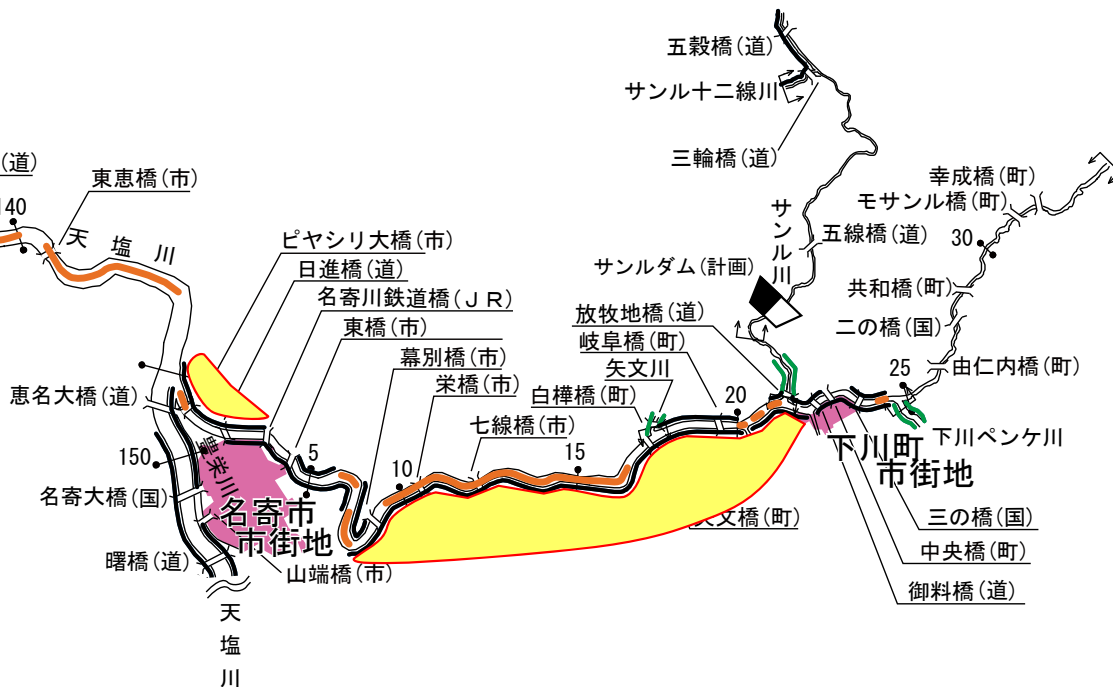 五穀橋(道)
サンル十二線川
三輪橋(道)
(道)
東恵橋(市)
140
天塩川
幸成橋(町)
モサンル橋(町)
サンル川
五線橋(道)
30
ピヤシリ大橋(市)
日進橋(道)
サンルダム(計画)
名寄川鉄道橋(ＪＲ)
共和橋(町)
放牧地橋(道)
東橋(市)
二の橋(国)
岐阜橋(町)
幕別橋(市)
矢文川
25
由仁内橋(町)
栄橋(市)
白樺橋(町)
恵名大橋(道)
20
七線橋(市)
下川町
市街地
下川ペンケ川
150
豊栄川
5
10
15
名寄大橋(国)
名寄市
市街地
矢文橋(町)
三の橋(国)
曙橋(道)
山端橋(市)
中央橋(町)
御料橋(道)
天塩川